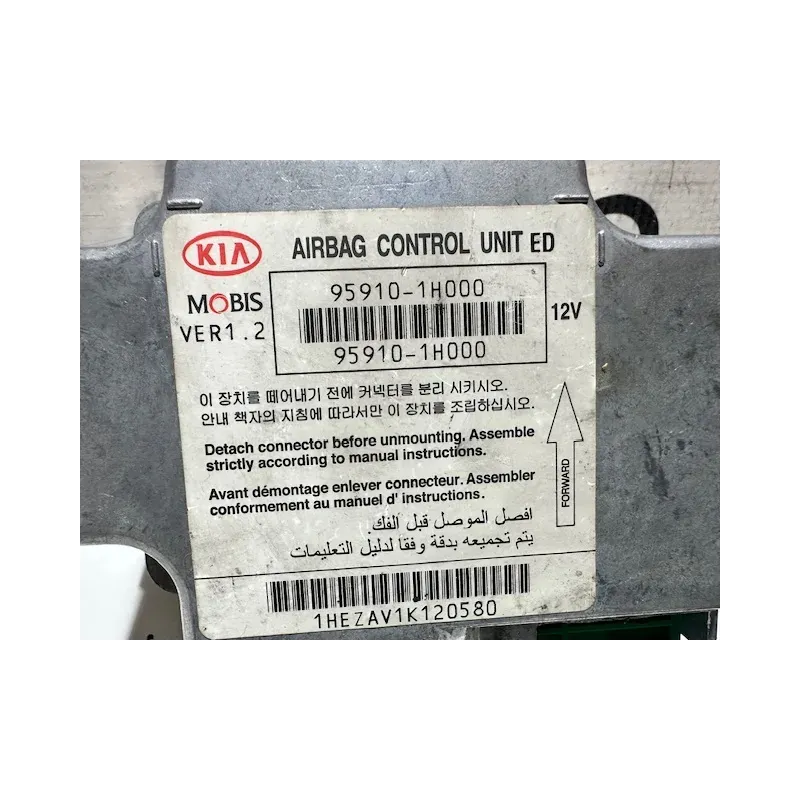 KIA AIRBAG CONTROL UNIT ED
MOBIS
VER1.2
95910-1H000
95910-1H000
12V
이 장치를 떼어내기 전에 커넥터를 분리 시키시오.
안내 책자의 지침에 따라서만 이 장치를 조립하십시오.
Detach connector before unmounting. Assemble
strictly according to manual instructions.
Avant démontage enlever connecteur. Assembler
conformement au manuel d' instructions.
افصل الموصل قبل الفك.
يتم تجميعه بدقة وفقا لدليل التعليمات
FORWARD
1HEZAV1K120580